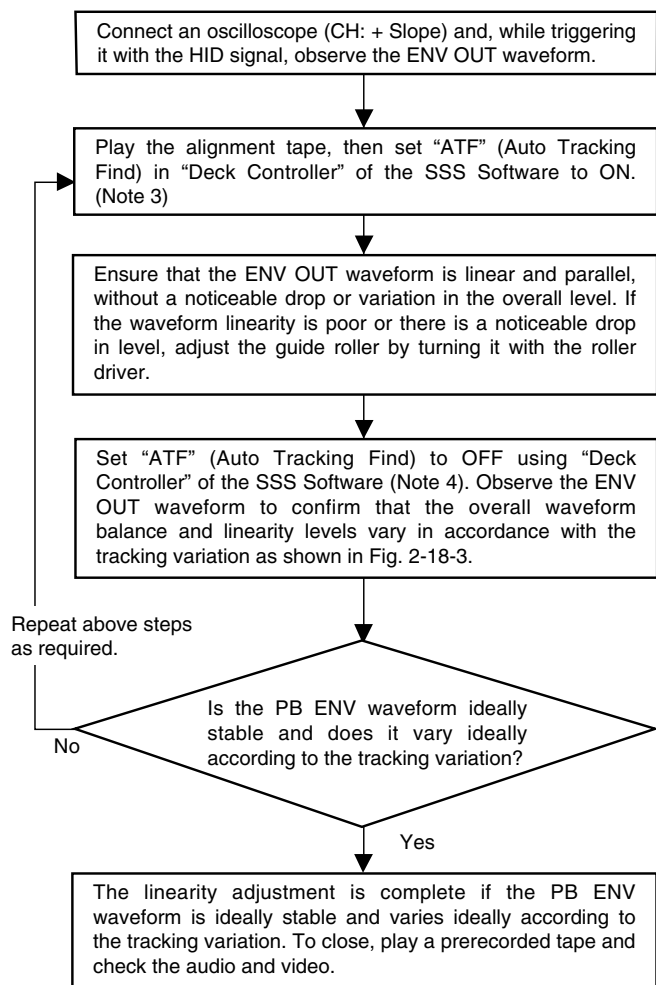 Connect an oscilloscope (CH: + Slope) and, while triggering
it with the HID signal, observe the ENV OUT waveform.
Play the alignment tape, then set “ATF” (Auto Tracking
Find) in “Deck Controller” of the SSS Software to ON.
(Note 3)
Ensure that the ENV OUT waveform is linear and parallel,
without a noticeable drop or variation in the overall level. If
the waveform linearity is poor or there is a noticeable drop
in level, adjust the guide roller by turning it with the roller
driver.
Set “ATF” (Auto Tracking Find) to OFF using “Deck
Controller” of the SSS Software (Note 4). Observe the ENV
OUT waveform to confirm that the overall waveform
balance and linearity levels vary in accordance with the
tracking variation as shown in Fig. 2-18-3.
Repeat above steps
as required.
Is the PB ENV waveform ideally
stable and does it vary ideally
according to the tracking variation?
No
Yes
The linearity adjustment is complete if the PB ENV
waveform is ideally stable and varies ideally according to
the tracking variation. To close, play a prerecorded tape and
check the audio and video.